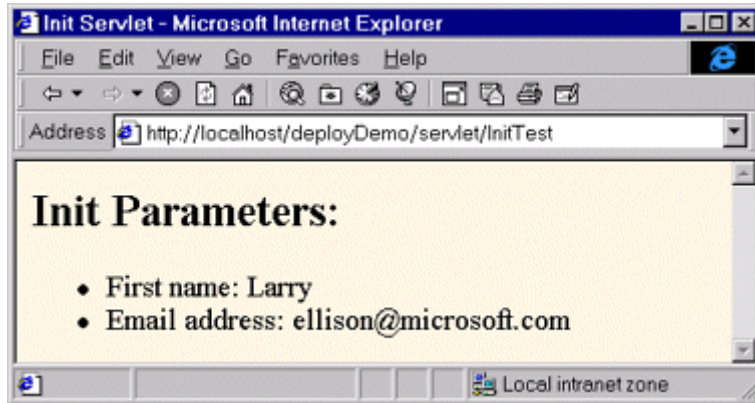 Init Servlet - Microsoft Internet Explorer
File Edit View Go Favorites Help
Address http://localhost/deployDemo/servlet/InitTest
Init Parameters:
• First name: Larry
• Email address: ellison@microsoft.com
Local intranet zone